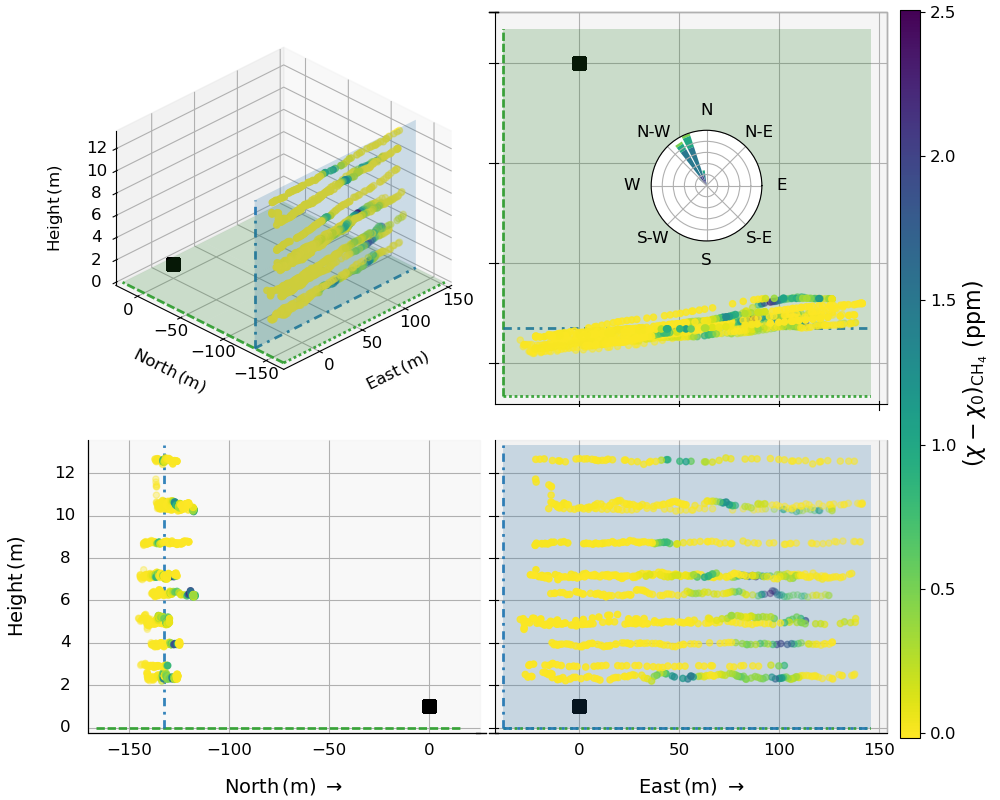 12
10
8
6
4
2
0
Height (m)
0
−50
−100
−150
North (m)
0
50
100
150
East (m)
N
N-W
N-E
W
E
S-W
S-E
S
2.5
2.0
1.5
1.0
0.5
0.0
(χ − χ0)CH4 (ppm)
12
10
8
6
4
2
0
Height (m)
−150
−100
−50
0
North (m) →
0
50
100
150
East (m) →